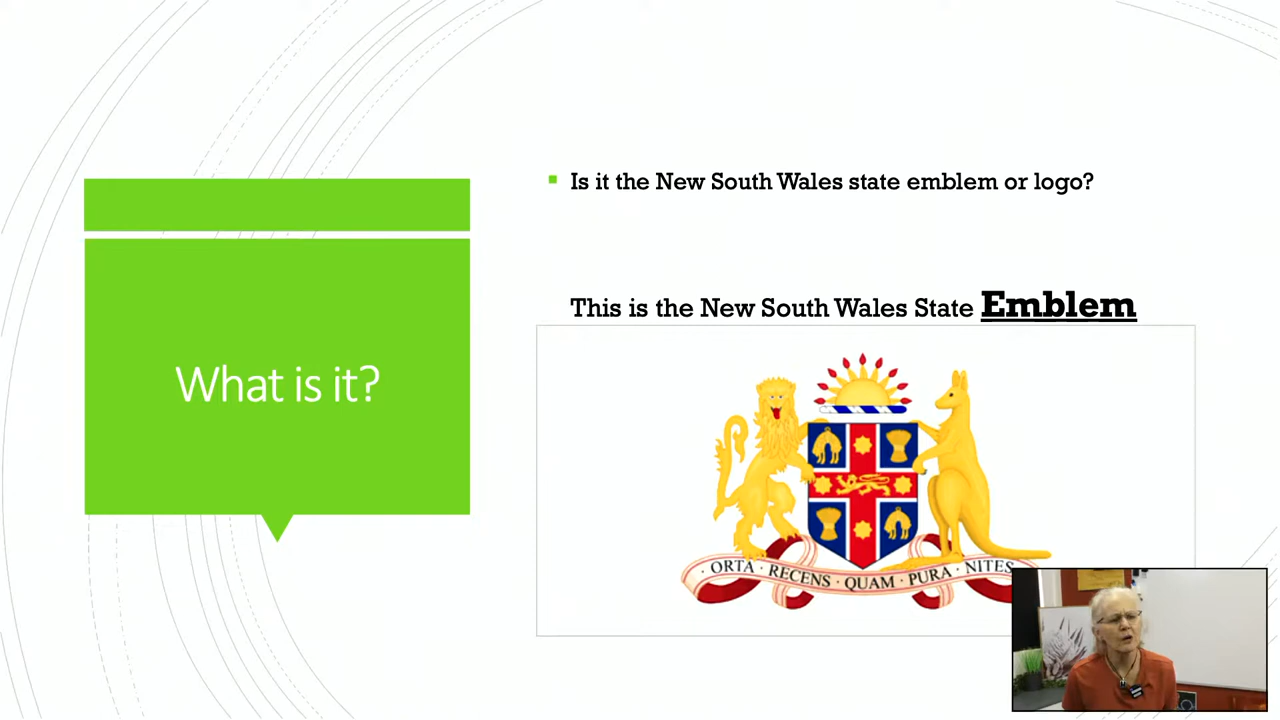 What is it?
Is it the New South Wales state emblem or logo?
This is the New South Wales State Emblem
· ORTA · RECENS · QUAM · PURA · NITES